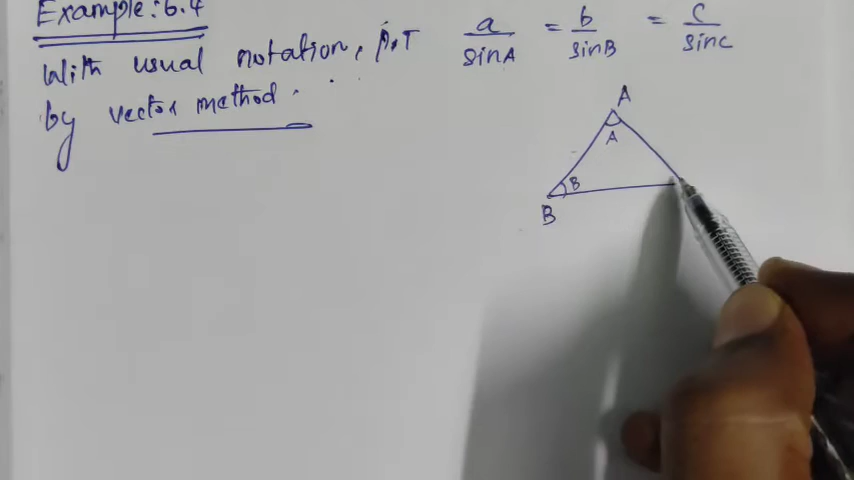 Example: 6.4
With usual notation, P.T a/sinA = b/sinB = c/sinC
by vector method.
A
A
B
B